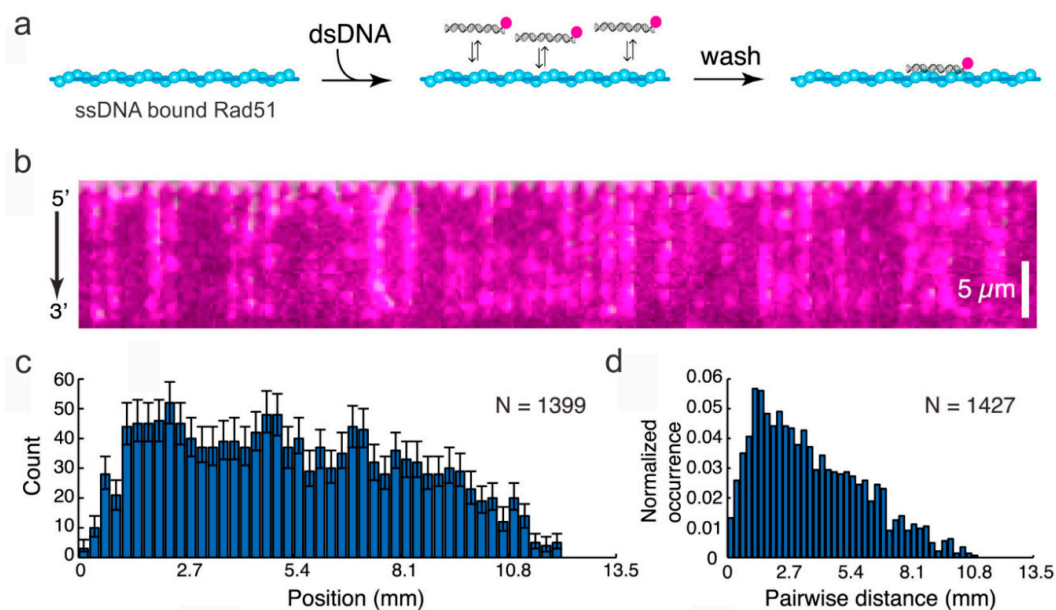 a
dsDNA
wash
ssDNA bound Rad51
b
5’
3’
5 µm
c
60
50
40
30
20
10
0
Count
N = 1399
0 2.7 5.4 8.1 10.8 13.5
Position (mm)
d
0.06
0.05
0.04
0.03
0.02
0.01
0
Normalized
occurrence
N = 1427
0 2.7 5.4 8.1 10.8 13.5
Pairwise distance (mm)